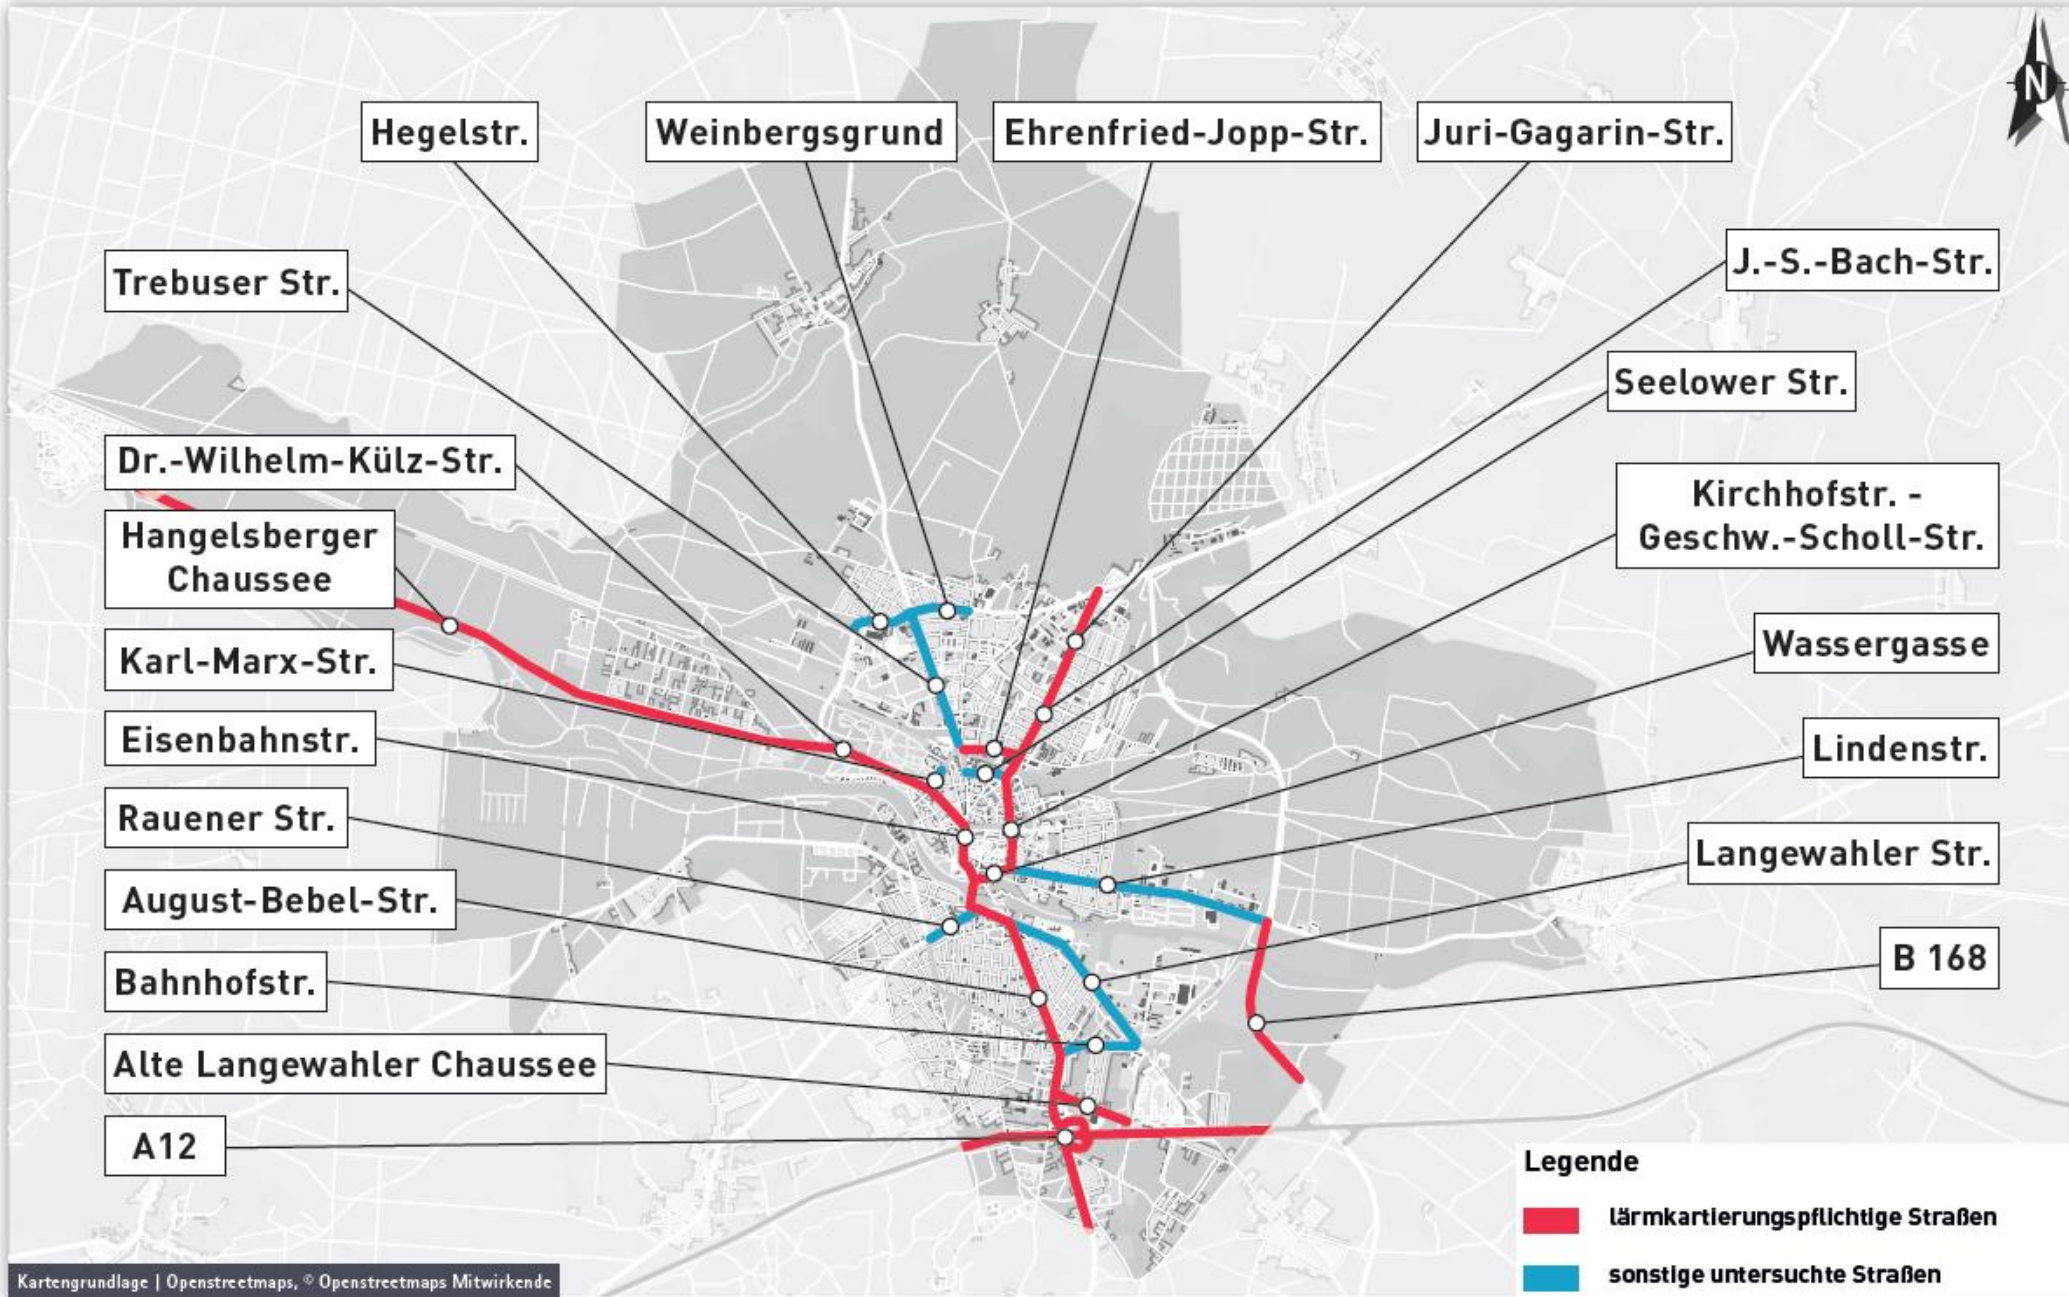 N
Hegelstr.
Weinbergsgrund
Ehrenfried-Jopp-Str.
Juri-Gagarin-Str.
J.-S.-Bach-Str.
Trebuser Str.
Seelower Str.
Dr.-Wilhelm-Külz-Str.
Kirchhofstr. -
Geschw.-Scholl-Str.
Hangelsberger
Chaussee
Wassergasse
Karl-Marx-Str.
Eisenbahnstr.
Lindenstr.
Rauener Str.
Langewahler Str.
August-Bebel-Str.
B 168
Bahnhofstr.
Alte Langewahler Chaussee
A12
Legende
lärmkartierungspflichtige Straßen
sonstige untersuchte Straßen
Kartengrundlage | Openstreetmaps, © Openstreetmaps Mitwirkende